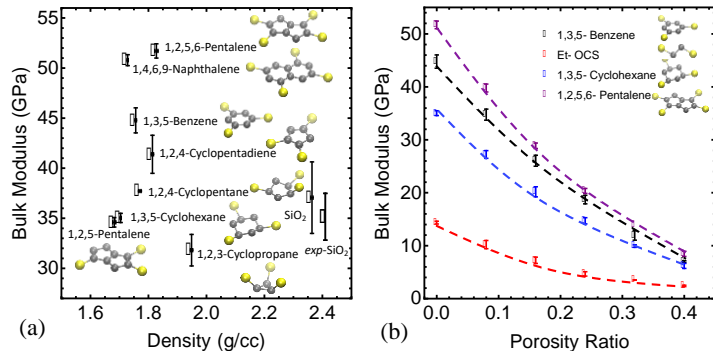 (a)
Bulk Modulus (GPa)
55
50
45
40
35
30
1,2,5,6-Pentalene
1,4,6,9-Naphthalene
1,3,5-Benzene
1,2,4-Cyclopentadiene
1,2,4-Cyclopentane
1,3,5-Cyclohexane
1,2,5-Pentalene
SiO2
exp-SiO2
1,2,3-Cyclopropane
1.6 1.8 2.0 2.2 2.4
Density (g/cc)
(b)
Bulk Modulus (GPa)
60
50
40
30
20
10
0
1,3,5- Benzene
Et- OCS
1,3,5- Cyclohexane
1,2,5,6- Pentalene
0.0 0.1 0.2 0.3 0.4
Porosity Ratio